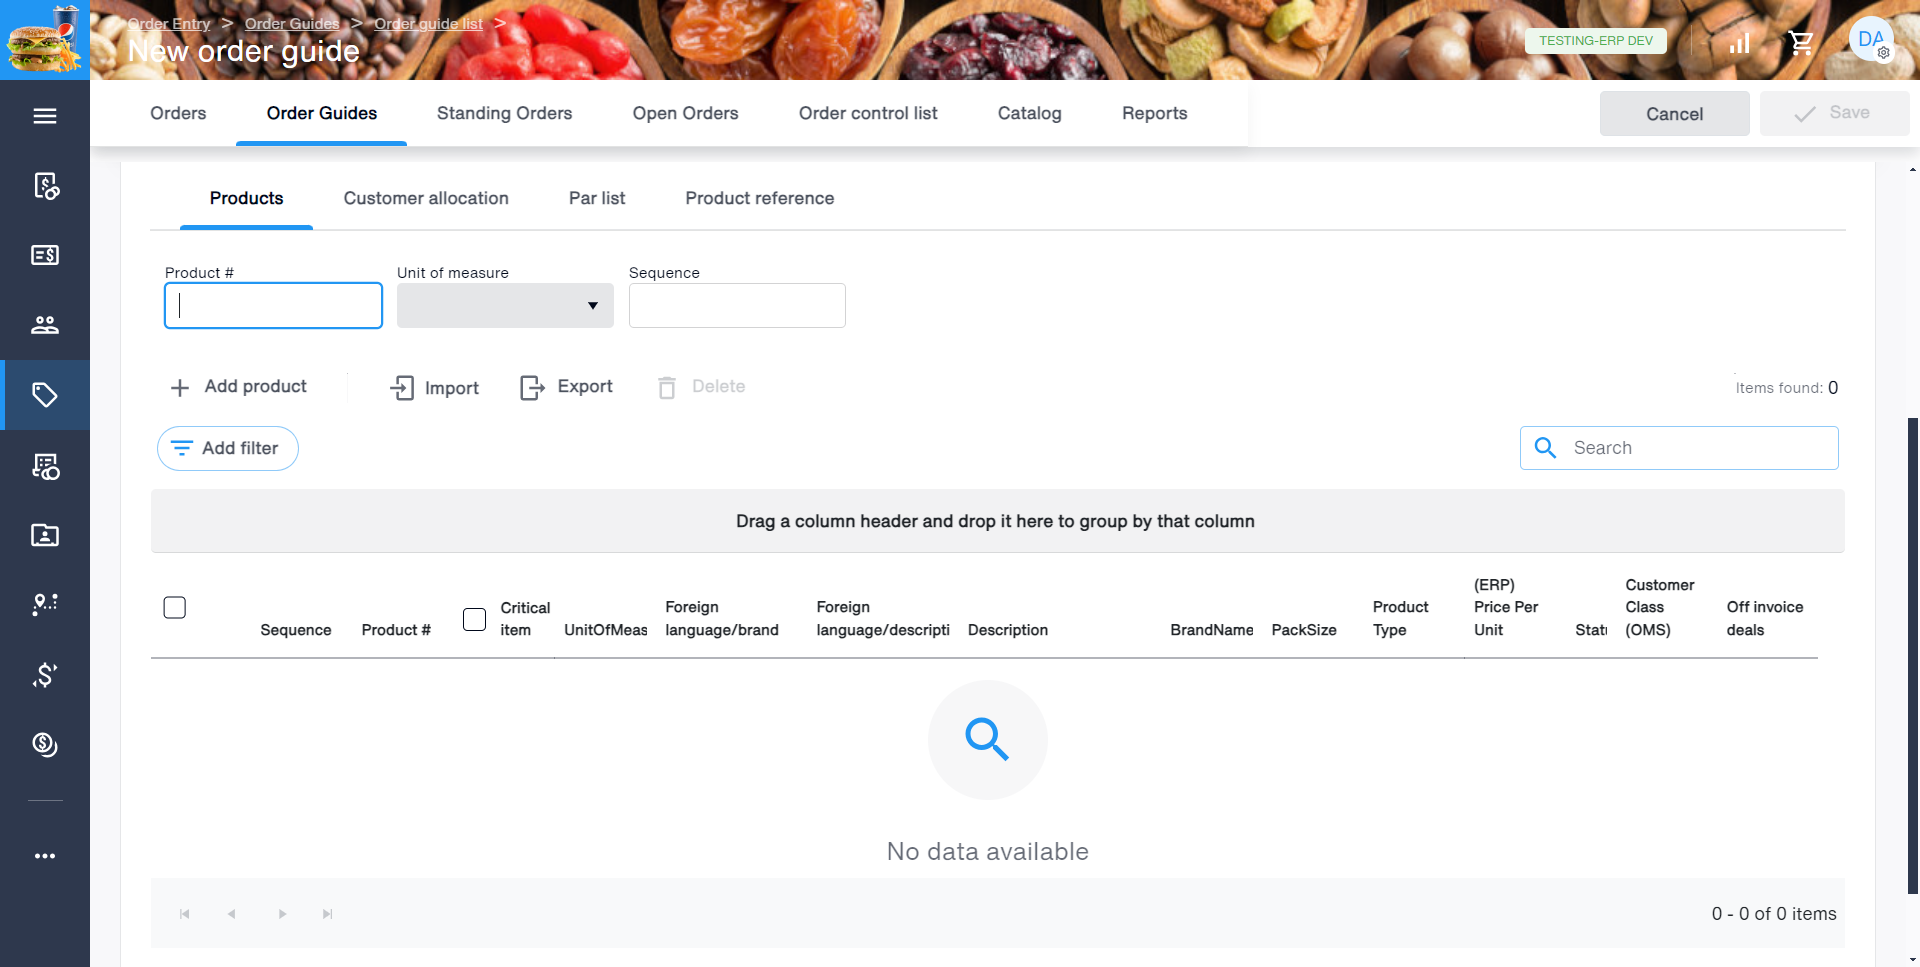 Order Entry > Order Guides > Order guide list >
New order guide
TESTING-ERP DEV
DA
Orders
Order Guides
Standing Orders
Open Orders
Order control list
Catalog
Reports
Cancel
Save
Products
Customer allocation
Par list
Product reference
Product #
Unit of measure
Sequence
Add product
Import
Export
Delete
Items found: 0
Add filter
Search
Drag a column header and drop it here to group by that column
Sequence
Product #
Critical
item
UnitOfMeas
Foreign
language/brand
Foreign
language/descripti
Description
BrandName
PackSize
Product
Type
(ERP)
Price Per
Unit
Stat
Customer
Class
(OMS)
Off invoice
deals
No data available
0 - 0 of 0 items